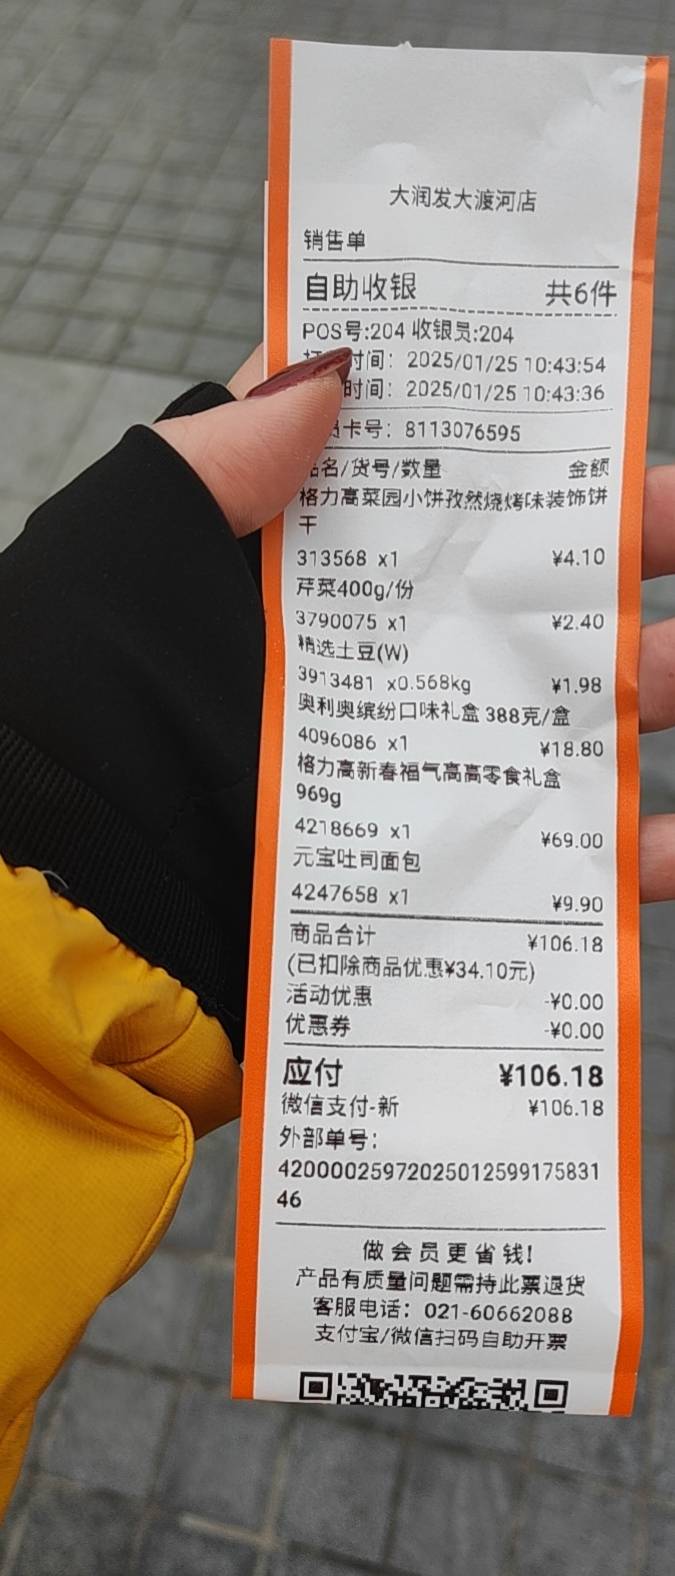 大润发大渡河店
销售单
自助收银 共6件
POS号:204 收银员:204
时间: 2025/01/25 10:43:54
时间: 2025/01/25 10:43:36
员卡号: 8113076595
名/货号/数量 金额
格力高菜园小饼孜然烧烤味装饰饼
干
313568 x1 ¥4.10
芹菜400g/份
3790075 x1 ¥2.40
精选土豆(W)
3913481 x0.568kg ¥1.98
奥利奥缤纷口味礼盒 388克/盒
4096086 x1 ¥18.80
格力高新春福气高高零食礼盒
969g
4218669 x1 ¥69.00
元宝吐司面包
4247658 x1 ¥9.90
商品合计 ¥106.18
(已扣除商品优惠¥34.10元)
活动优惠 -¥0.00
优惠券 -¥0.00
应付 ¥106.18
微信支付-新 ¥106.18
外部单号:
42000025972025012599175831
46
做会员更省钱!
产品有质量问题需持此票退货
客服电话: 021-60662088
支付宝/微信扫码自助开票